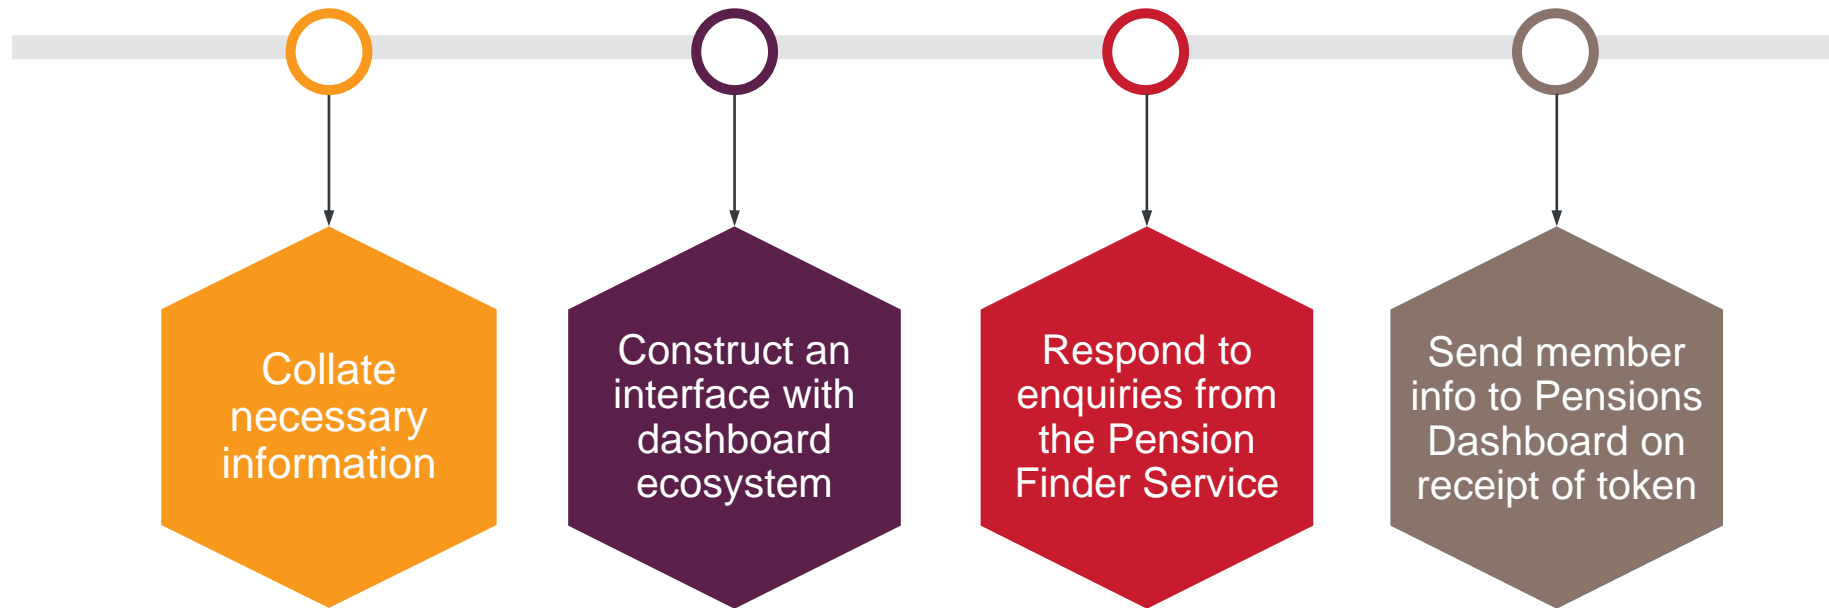 Collate
necessary
information
Construct an
interface with
dashboard
ecosystem
Respond to
enquiries from
the Pension
Finder Service
Send member
info to Pensions
Dashboard on
receipt of token